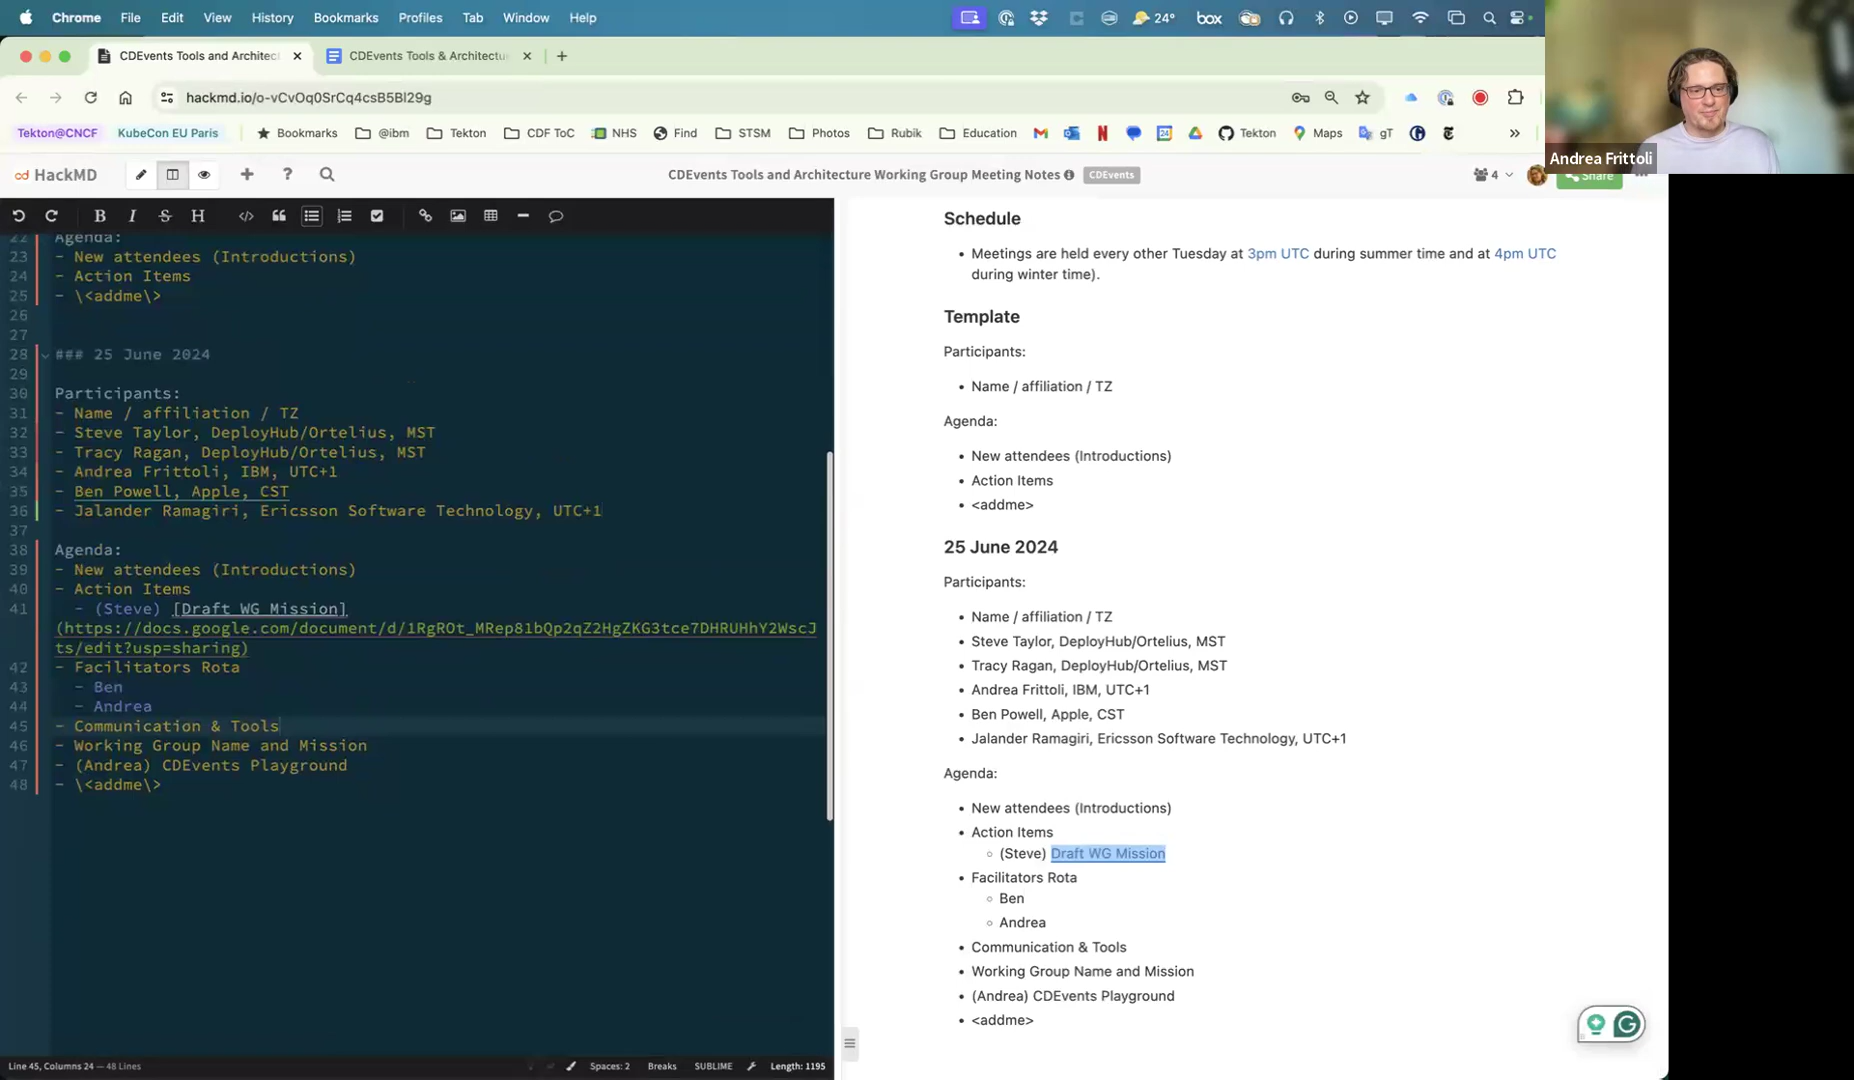 Chrome File Edit View History Bookmarks Profiles Tab Window Help 24° box
CDEvents Tools and Architec CDEvents Tools & Architectu
hackmd.io/o-vCvOq0SrCq4csB5Bl29g
Tekton@CNCF KubeCon EU Paris Bookmarks @ibm Tekton CDF ToC NHS Find STSM Photos Rubik Education Tekton Maps gT
Andrea Frittoli
HackMD CDEvents Tools and Architecture Working Group Meeting Notes CDEvents 4 Share
22 Agenda:
23 - New attendees (Introductions)
24 - Action Items
25 - \<addme\>
26
27
28 ### 25 June 2024
29
30 Participants:
31 - Name / affiliation / TZ
32 - Steve Taylor, DeployHub/Ortelius, MST
33 - Tracy Ragan, DeployHub/Ortelius, MST
34 - Andrea Frittoli, IBM, UTC+1
35 - Ben Powell, Apple, CST
36 - Jalander Ramagiri, Ericsson Software Technology, UTC+1
37
38 Agenda:
39 - New attendees (Introductions)
40 - Action Items
41 - (Steve) [Draft WG Mission]
(https://docs.google.com/document/d/1RgROt_MRep81bQp2qZ2HgZKG3tce7DHRUHhY2WscJ
ts/edit?usp=sharing)
42 - Facilitators Rota
43 - Ben
44 - Andrea
45 - Communication & Tools
46 - Working Group Name and Mission
47 - (Andrea) CDEvents Playground
48 - \<addme\>
Line 45, Columns 24 — 48 Lines Spaces: 2 Breaks SUBLIME Length: 1195
Schedule
• Meetings are held every other Tuesday at 3pm UTC during summer time and at 4pm UTC
during winter time).
Template
Participants:
• Name / affiliation / TZ
Agenda:
• New attendees (Introductions)
• Action Items
• <addme>
25 June 2024
Participants:
• Name / affiliation / TZ
• Steve Taylor, DeployHub/Ortelius, MST
• Tracy Ragan, DeployHub/Ortelius, MST
• Andrea Frittoli, IBM, UTC+1
• Ben Powell, Apple, CST
• Jalander Ramagiri, Ericsson Software Technology, UTC+1
Agenda:
• New attendees (Introductions)
• Action Items
◦ (Steve) Draft WG Mission
• Facilitators Rota
◦ Ben
◦ Andrea
• Communication & Tools
• Working Group Name and Mission
• (Andrea) CDEvents Playground
• <addme>